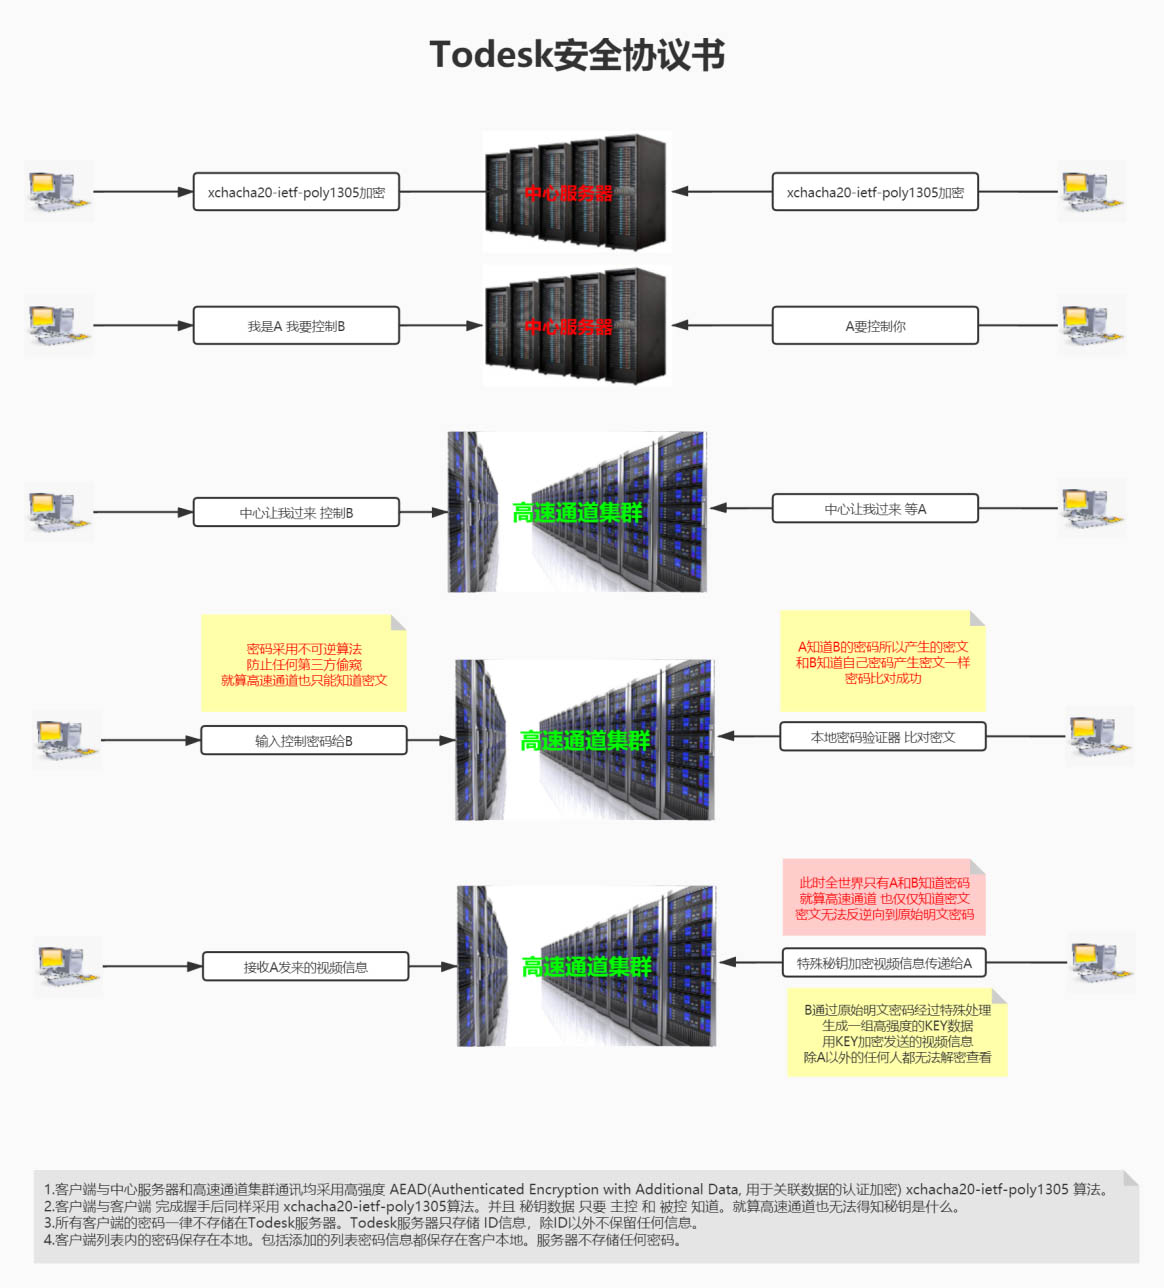 Todesk安全协议书
xchacha20-ietf-poly1305加密
中心服务器
xchacha20-ietf-poly1305加密
我是A 我要控制B
中心服务器
A要控制你
中心让我过来 控制B
高速通道集群
中心让我过来 等A
密码采用不可逆算法
防止任何第三方偷窥
就算高速通道也只能知道密文
A知道B的密码所以产生的密文
和B知道自己密码产生密文一样
密码比对成功
输入控制密码给B
高速通道集群
本地密码验证器 比对密文
此时全世界只有A和B知道密码
就算高速通道 也仅仅知道密文
密文无法反逆向到原始明文密码
接收A发来的视频信息
高速通道集群
特殊秘钥加密视频信息传递给A
B通过原始明文密码经过特殊处理
生成一组高强度的KEY数据
用KEY加密发送的视频信息
除A以外的任何人都无法解密查看
1.客户端与中心服务器和高速通道集群通讯均采用高强度 AEAD(Authenticated Encryption with Additional Data, 用于关联数据的认证加密) xchacha20-ietf-poly1305 算法。
2.客户端与客户端 完成握手后同样采用 xchacha20-ietf-poly1305算法。并且 秘钥数据 只要 主控 和 被控 知道。就算高速通道也无法得知秘钥是什么。
3.所有客户端的密码一律不存储在Todesk服务器。Todesk服务器只存储 ID信息，除ID以外不保留任何信息。
4.客户端列表内的密码保存在本地。包括添加的列表密码信息都保存在客户本地。服务器不存储任何密码。